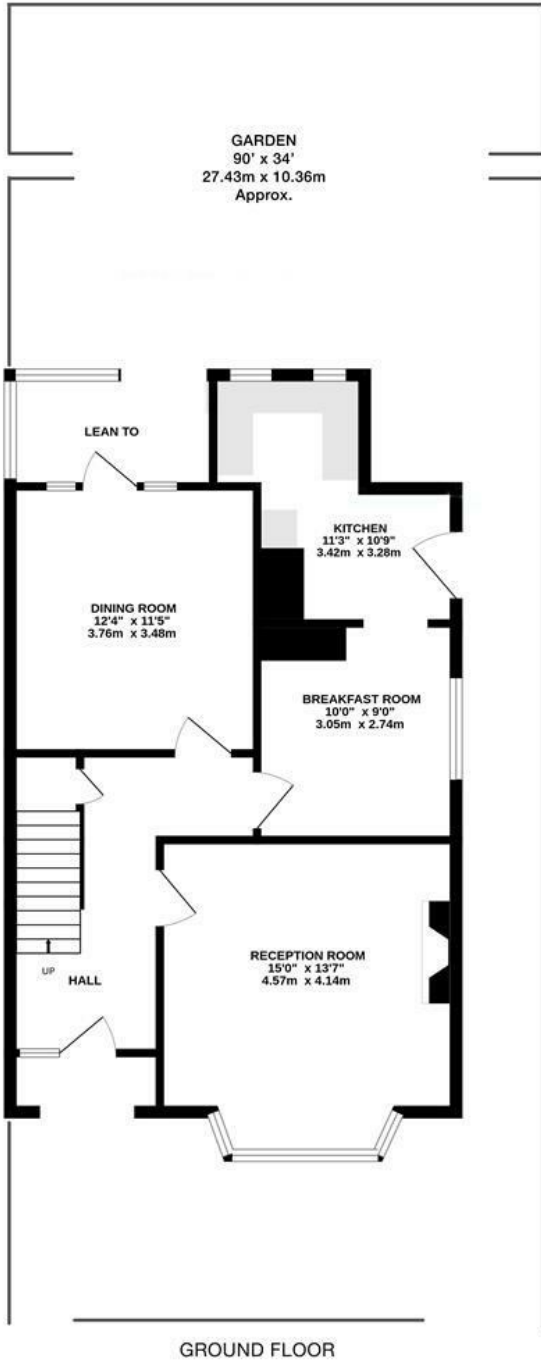 GARDEN
90' x 34'
27.43m x 10.36m
Approx.
LEAN TO
KITCHEN
11'3" x 10'9"
3.42m x 3.28m
DINING ROOM
12'4" x 11'5"
3.76m x 3.48m
BREAKFAST ROOM
10'0" x 9'0"
3.05m x 2.74m
RECEPTION ROOM
15'0" x 13'7"
4.57m x 4.14m
UP
HALL
GROUND FLOOR